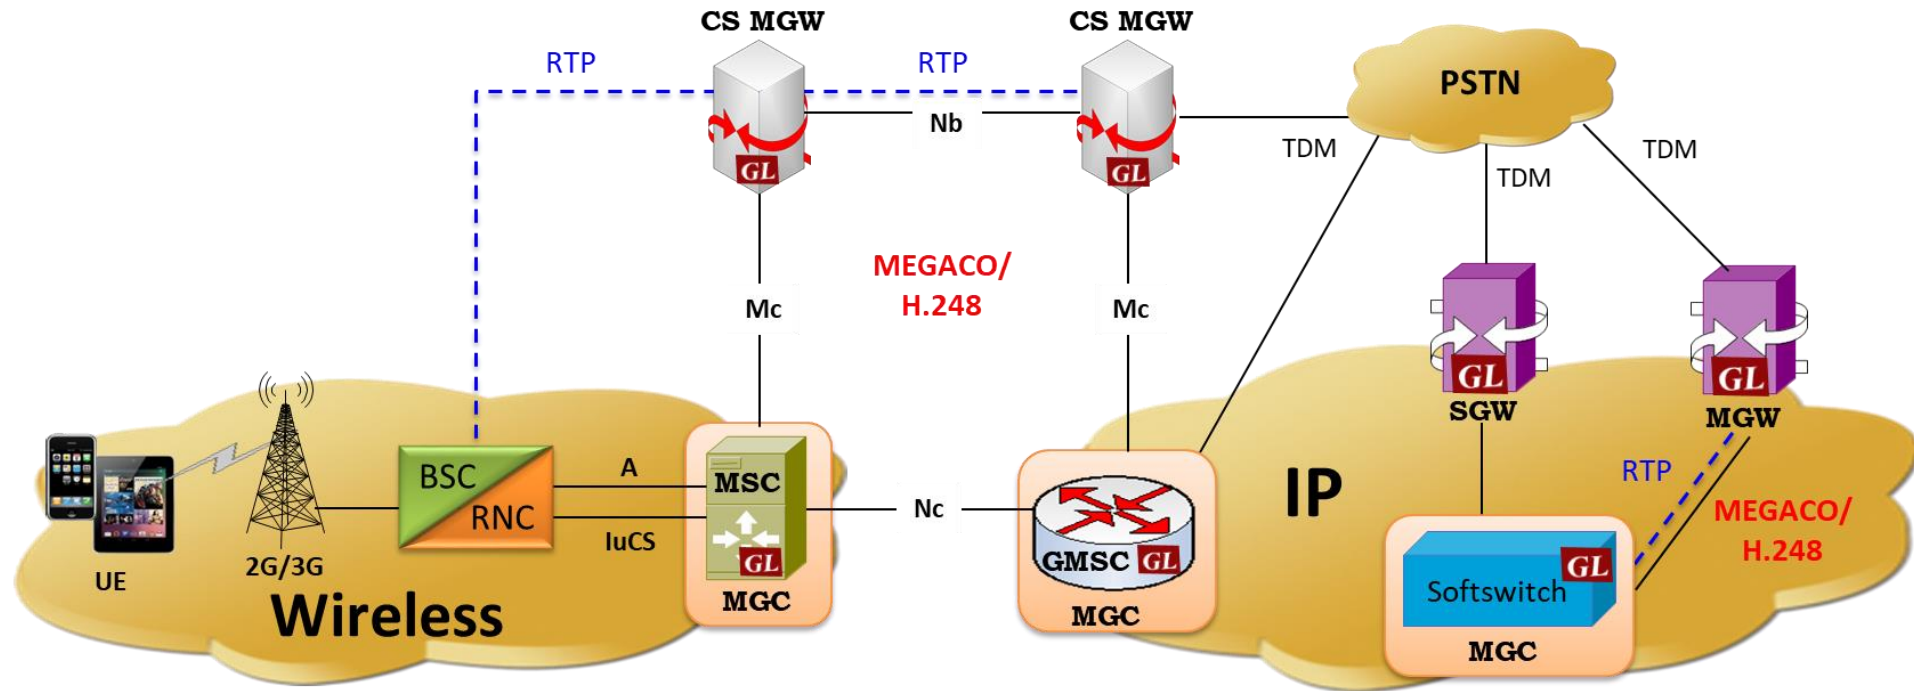 CS MGW
CS MGW
RTP
RTP
PSTN
Nb
TDM
TDM
TDM
GL
GL
MEGACO/
H.248
Mc
Mc
GL
GL
SGW
MGW
BSC
RNC
A
IuCS
MSC
GL
MGC
Nc
GMSC
GL
MGC
IP
RTP
MEGACO/
H.248
GL
Softswitch
MGC
UE
2G/3G
Wireless